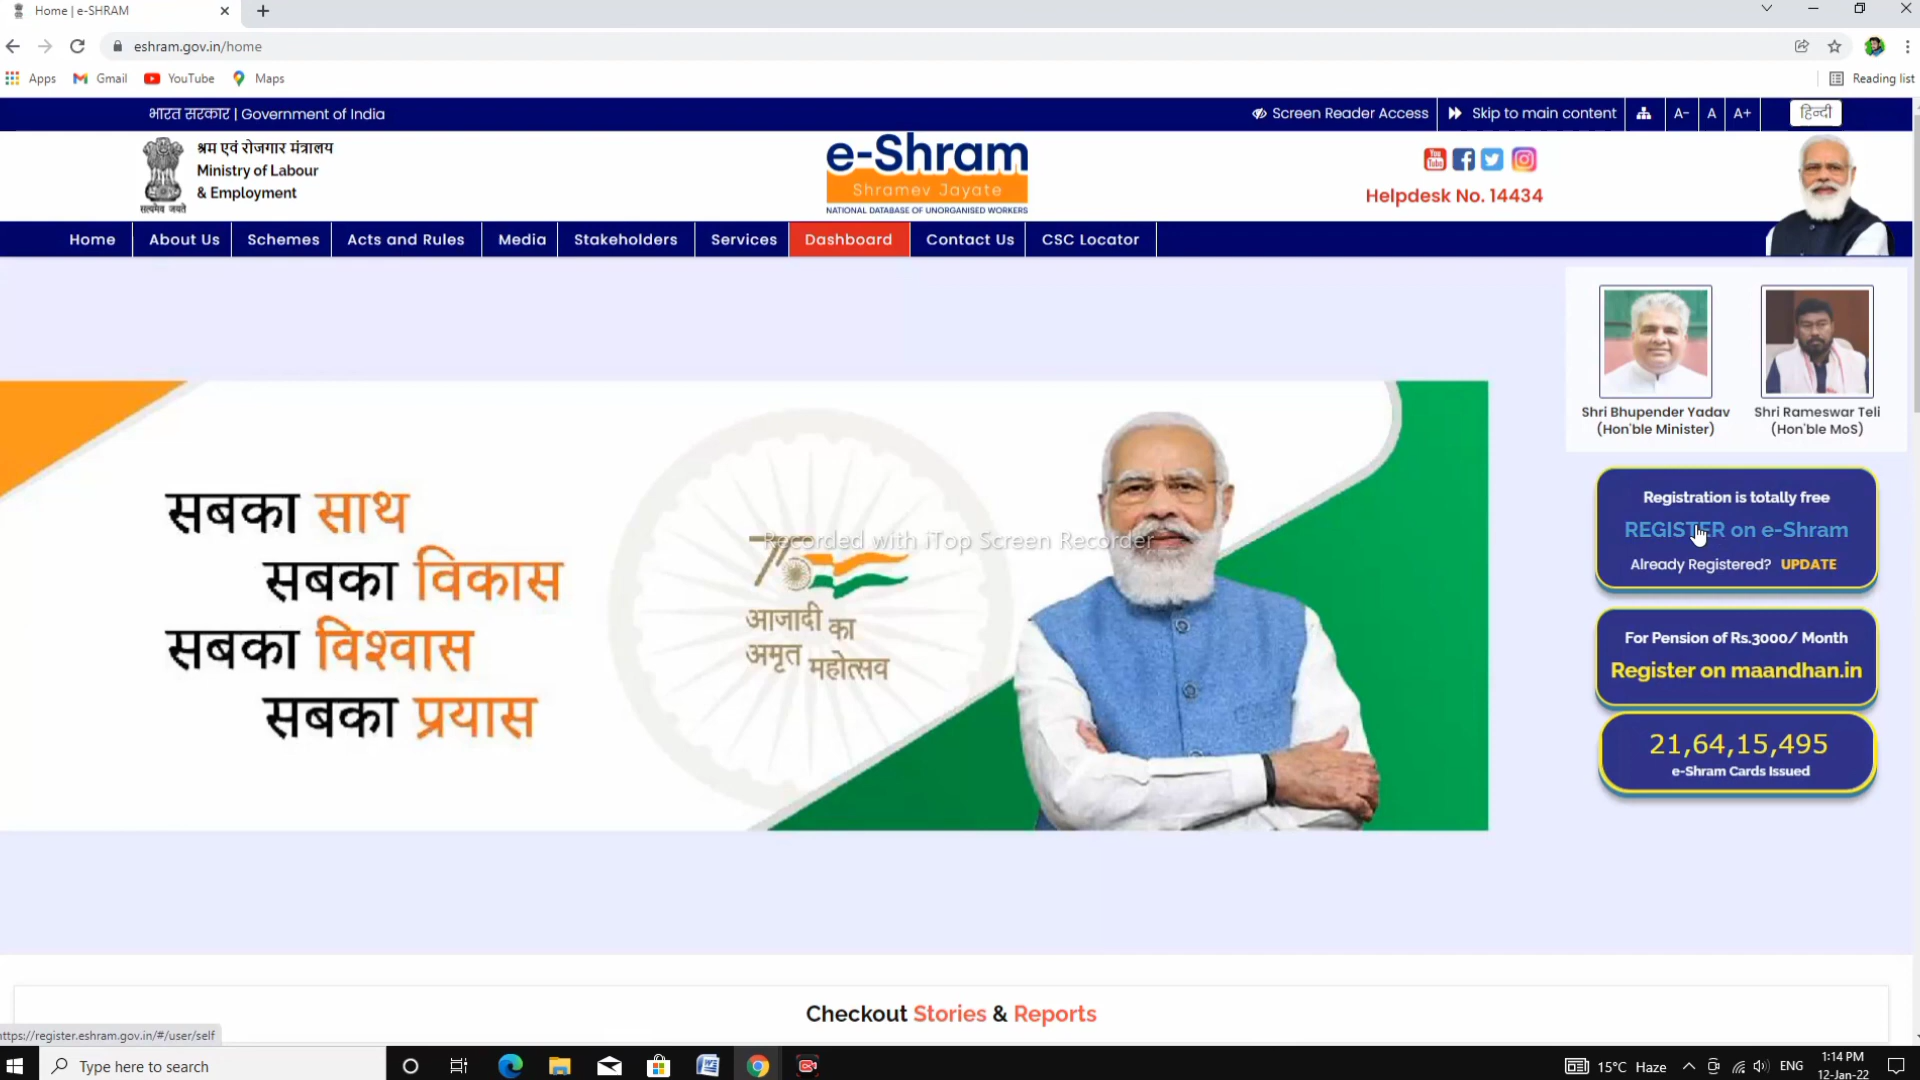 Home | e-SHRAM
eshram.gov.in/home
Apps Gmail YouTube Maps Reading list
भारत सरकार | Government of India
Screen Reader Access Skip to main content A- A A+ हिन्दी
श्रम एवं रोजगार मंत्रालय
Ministry of Labour
& Employment
सत्यमेव जयते
e-Shram
Shramev Jayate
NATIONAL DATABASE OF UNORGANISED WORKERS
Helpdesk No. 14434
Home About Us Schemes Acts and Rules Media Stakeholders Services Dashboard Contact Us CSC Locator
Shri Bhupender Yadav
(Hon'ble Minister)
Shri Rameswar Teli
(Hon'ble MoS)
सबका साथ
सबका विकास
सबका विश्वास
सबका प्रयास
75
आजादी का
अमृत महोत्सव
Recorded with iTop Screen Recorder
Registration is totally free
REGISTER on e-Shram
Already Registered? UPDATE
For Pension of Rs.3000/ Month
Register on maandhan.in
21,64,15,495
e-Shram Cards Issued
Checkout Stories & Reports
https://register.eshram.gov.in/#/user/self
Type here to search
15°C Haze ENG
1:14 PM
12-Jan-22